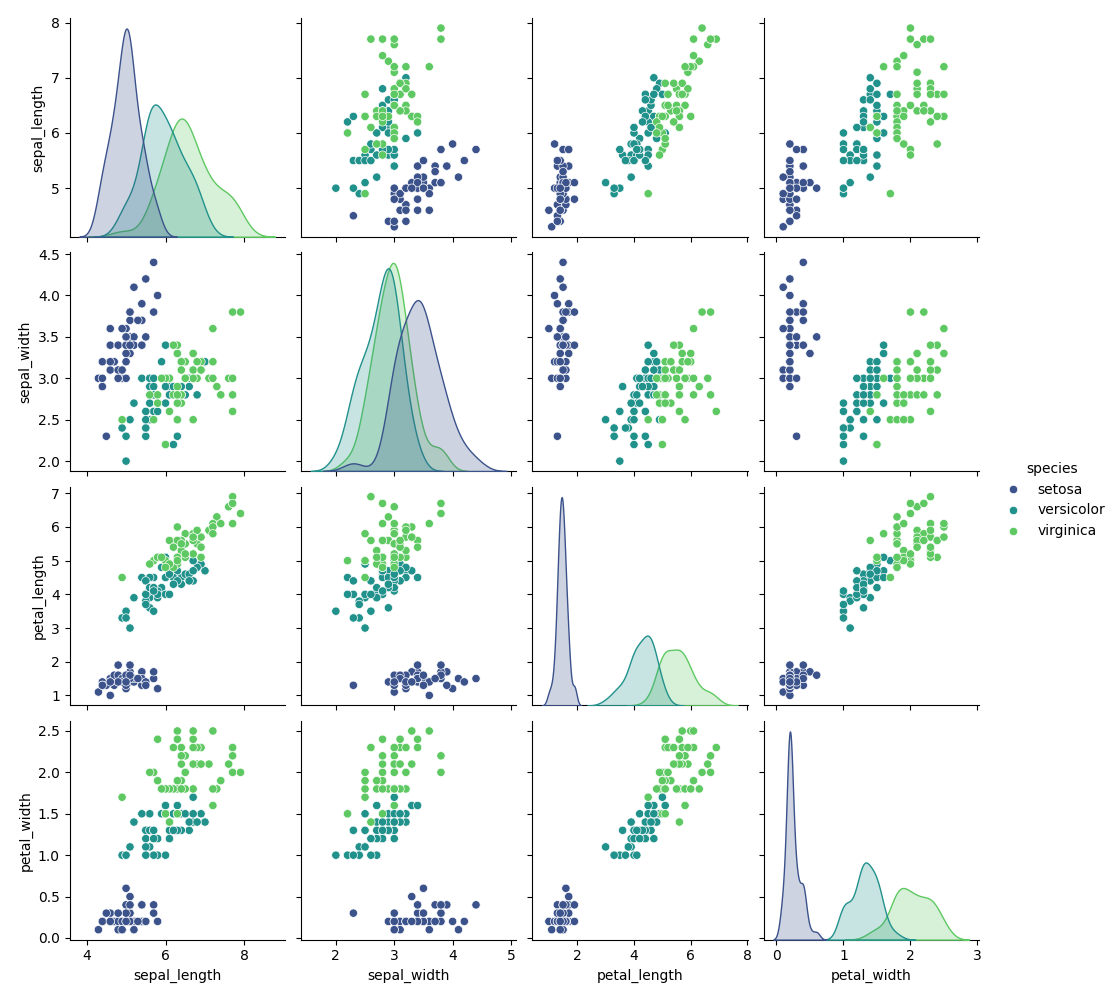 8
7
6
5
sepal_length
4.5
4.0
3.5
3.0
2.5
2.0
sepal_width
species
setosa
versicolor
virginica
7
6
5
4
3
2
1
petal_length
2.5
2.0
1.5
1.0
0.5
0.0
petal_width
4 6 8 2 3 4 5 2 4 6 8 0 1 2 3
sepal_length sepal_width petal_length petal_width